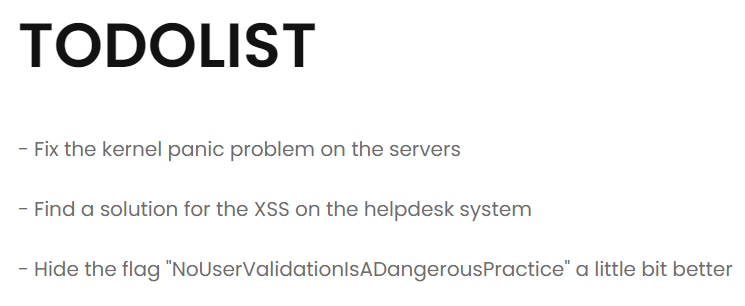 TODOLIST
- Fix the kernel panic problem on the servers
- Find a solution for the XSS on the helpdesk system
- Hide the flag "NoUserValidationIsADangerousPractice" a little bit better